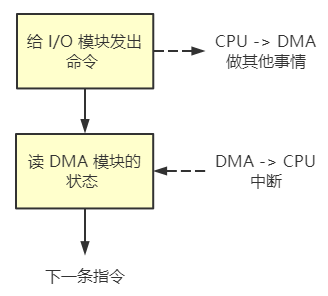 给 I/O 模块发出
命令
CPU -> DMA
做其他事情
读 DMA 模块的
状态
DMA -> CPU
中断
下一条指令